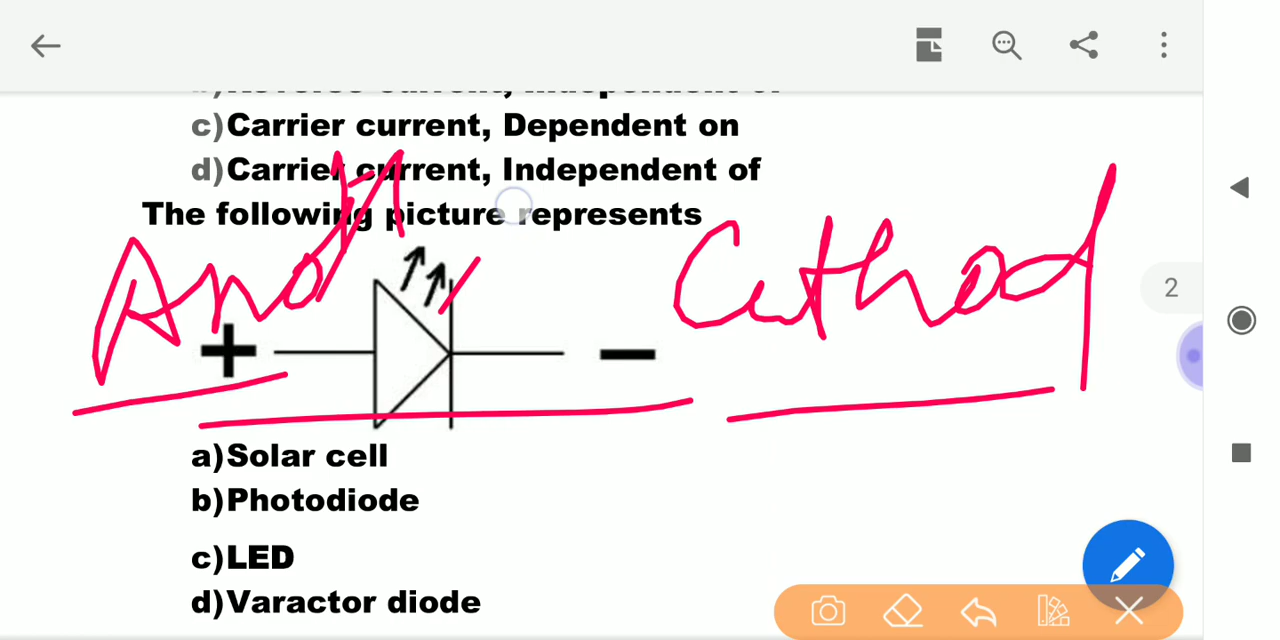 c)Carrier current, Dependent on
d)Carrier current, Independent of
The following picture represents
Cathod
+
−
2
a)Solar cell
b)Photodiode
c)LED
d)Varactor diode